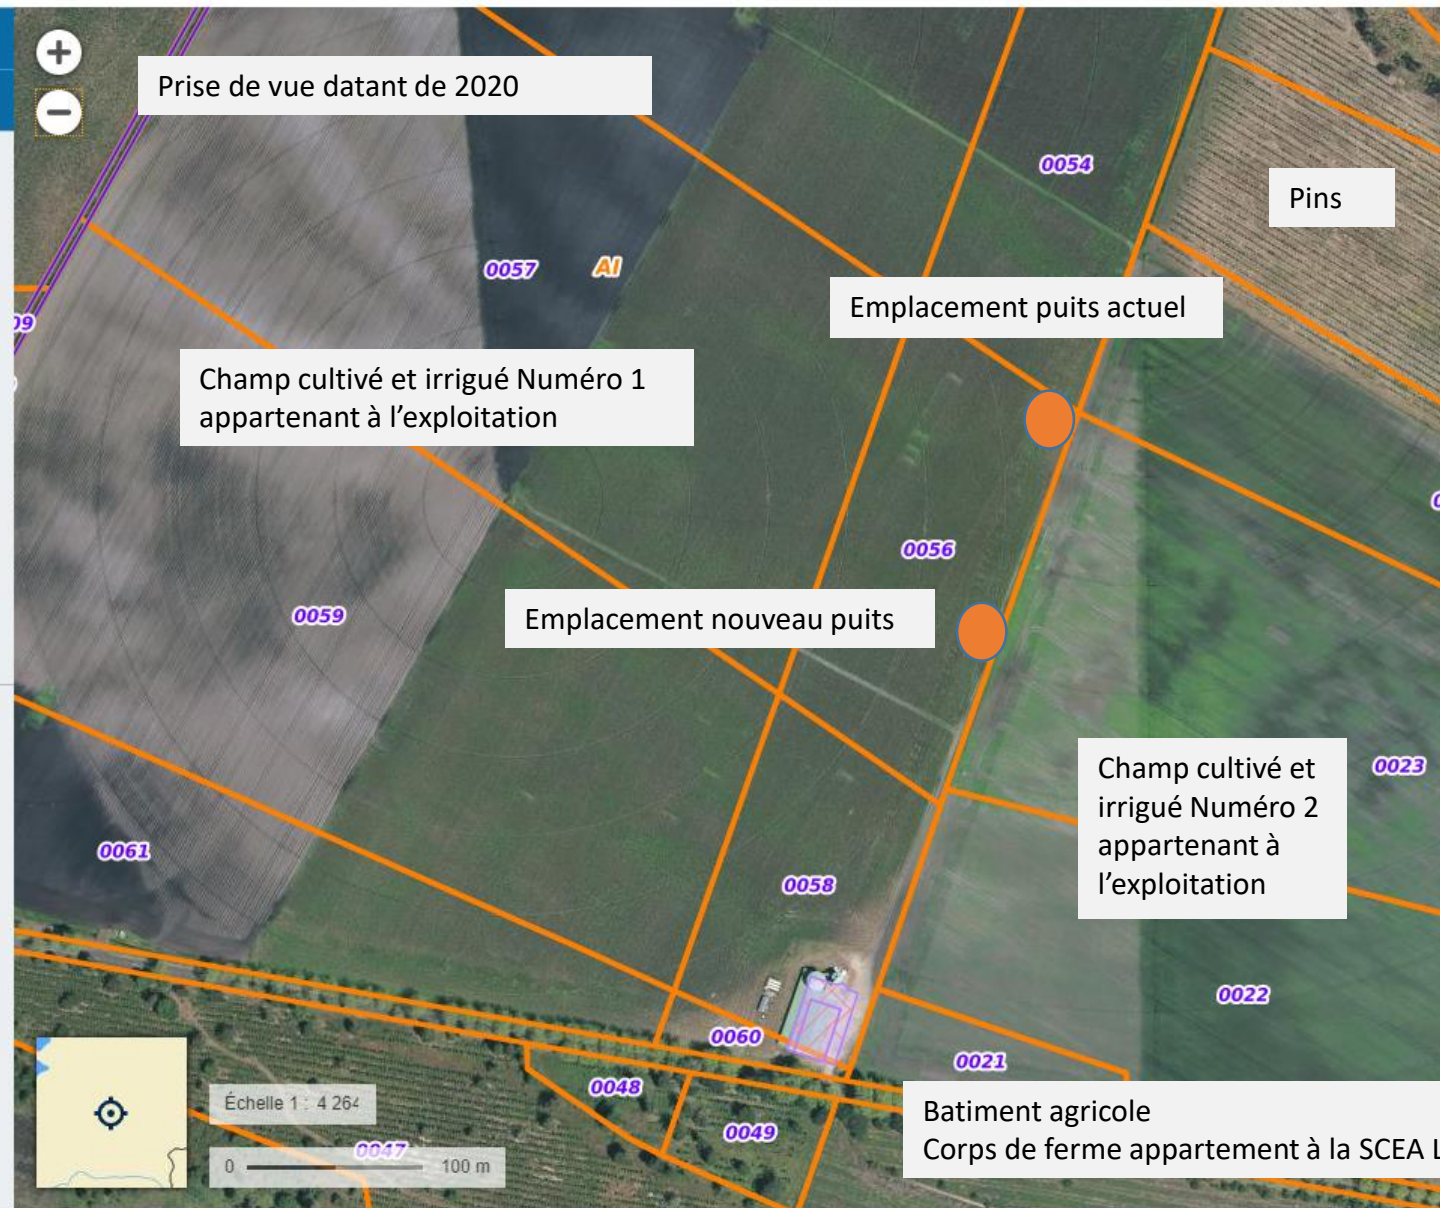 Prise de vue datant de 2020
0054
Pins
0057
AI
Emplacement puits actuel
09
Champ cultivé et irrigué Numéro 1
appartenant à l’exploitation
0056
Emplacement nouveau puits
0059
Champ cultivé et
irrigué Numéro 2
appartenant à
l’exploitation
0023
0061
0058
0022
0060
0021
0048
Échelle 1 : 4 264
Batiment agricole
0049
Corps de ferme appartement à la SCEA L
0047
0 100 m